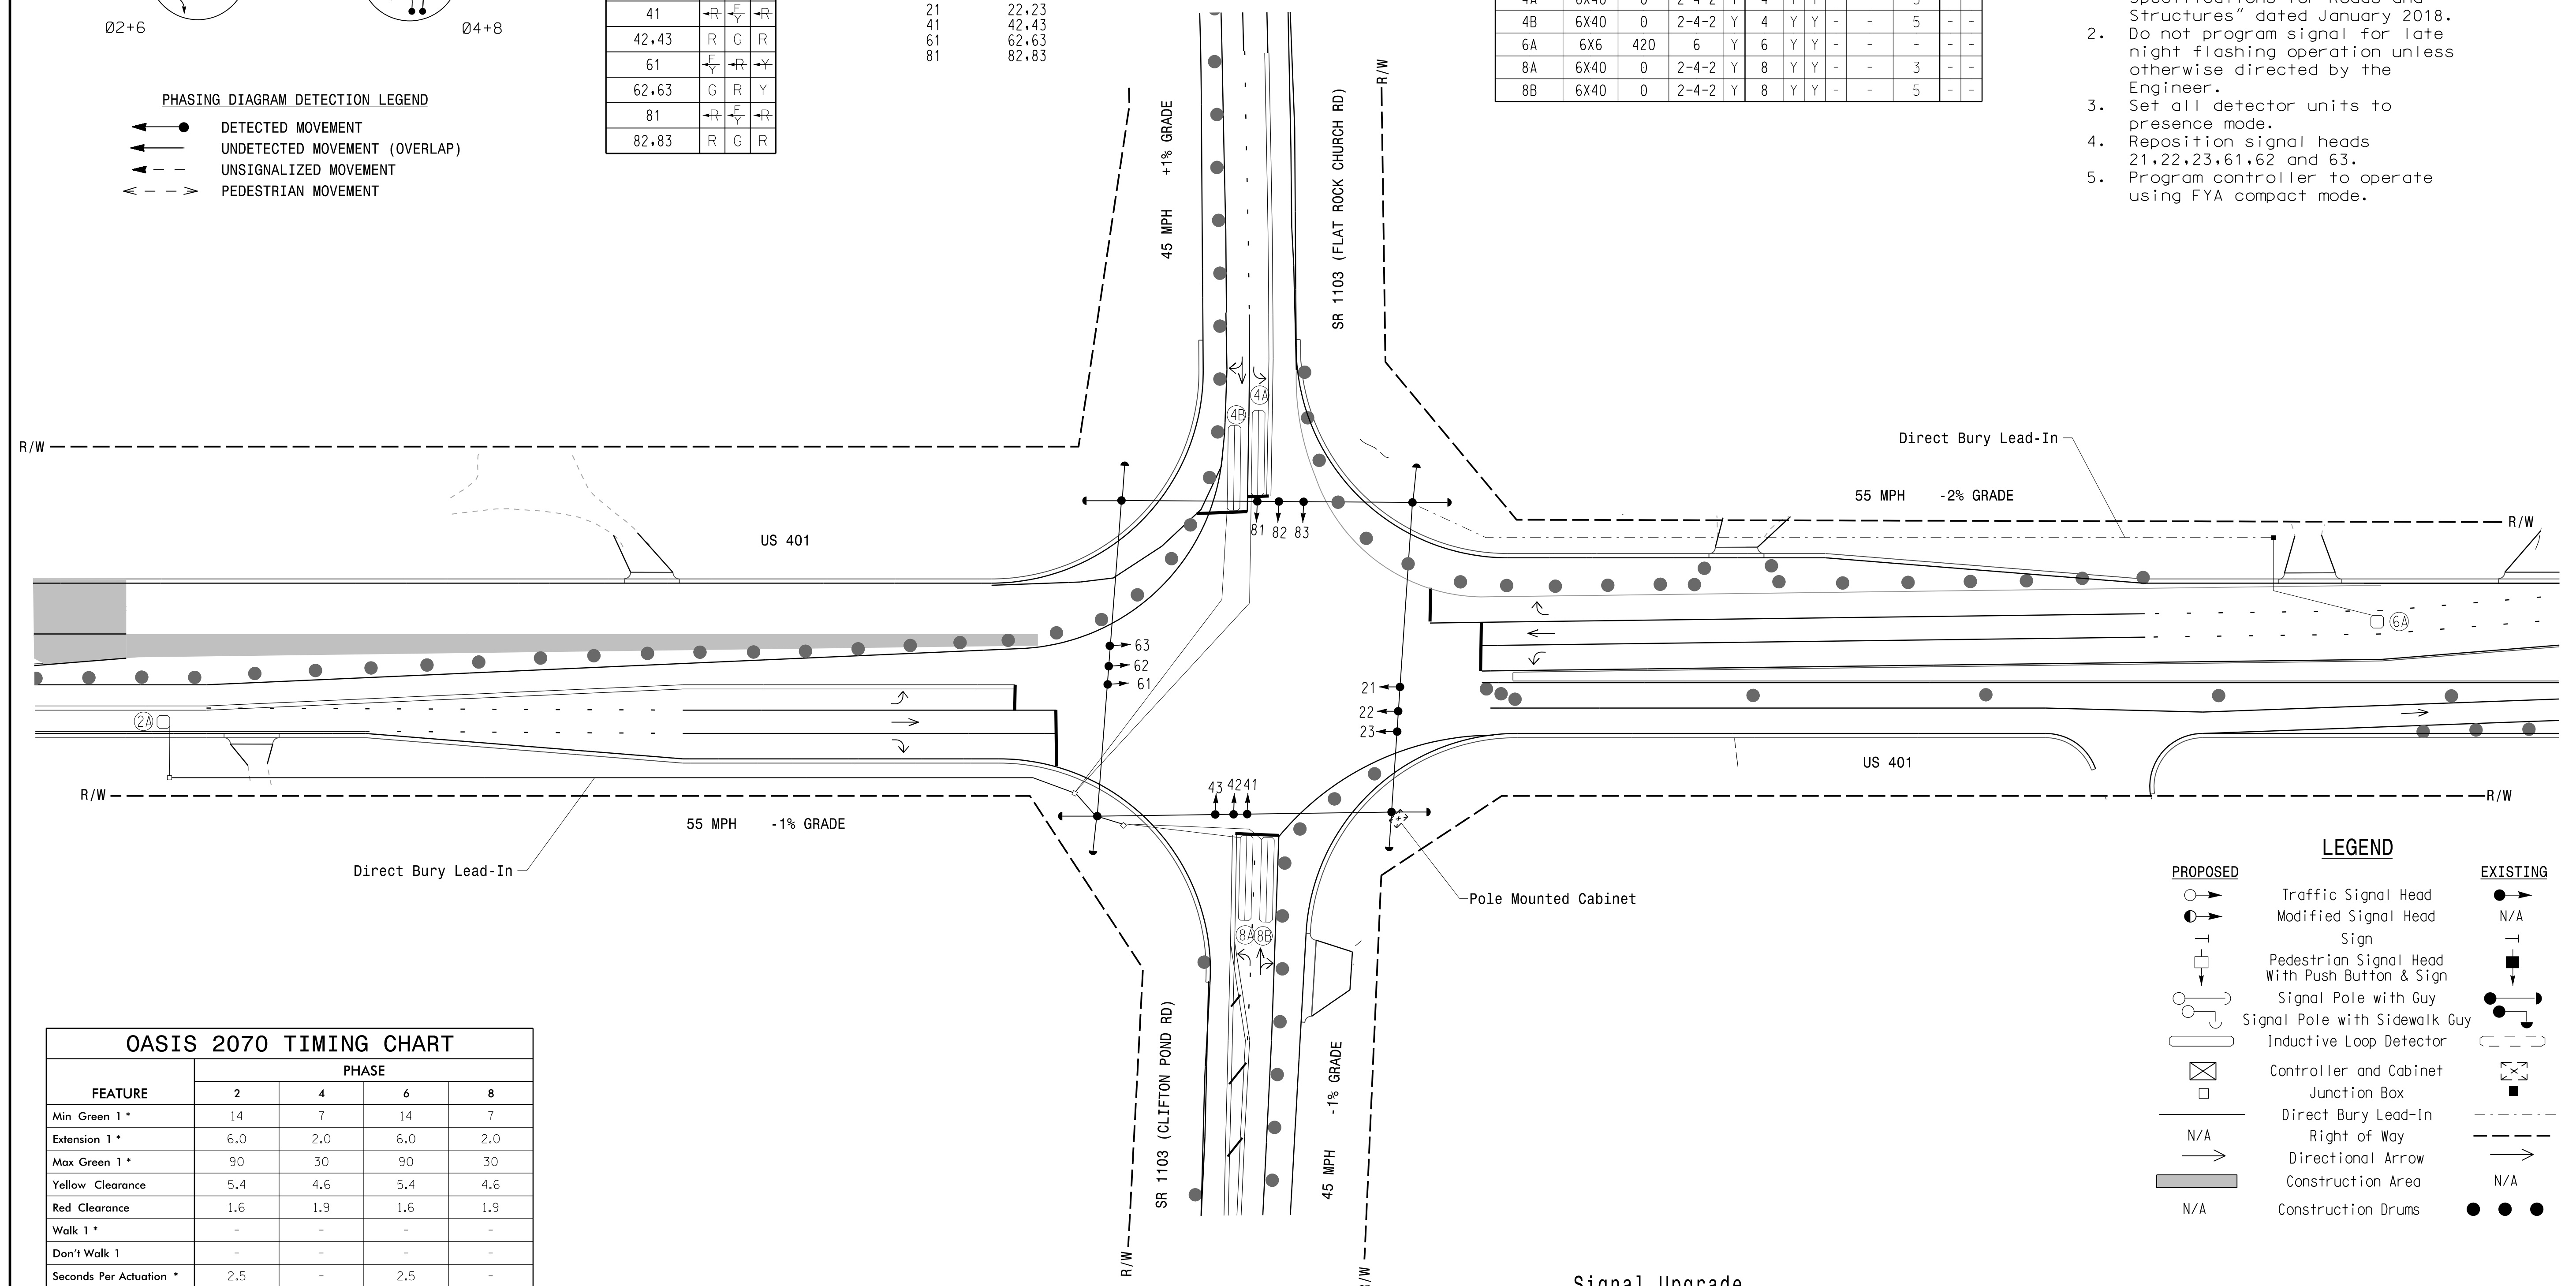 Ø2+6
Ø4+8
PHASING DIAGRAM DETECTION LEGEND
DETECTED MOVEMENT
UNDETECTED MOVEMENT (OVERLAP)
UNSIGNALIZED MOVEMENT
PEDESTRIAN MOVEMENT
41 R F Y R
42,43 R G R
61 F Y R Y
62,63 G R Y
81 R F Y R
82,83 R G R
21 22,23
41 42,43
61 62,63
81 82,83
4B 6X40 0 2-4-2 Y 4 Y Y - - 5 - -
6A 6X6 420 6 Y 6 Y Y - - - - -
8A 6X40 0 2-4-2 Y 8 Y Y - - 3 - -
8B 6X40 0 2-4-2 Y 8 Y Y - - 5 - -
Structures" dated January 2018.
2. Do not program signal for late
night flashing operation unless
otherwise directed by the
Engineer.
3. Set all detector units to
presence mode.
4. Reposition signal heads
21,22,23,61,62 and 63.
5. Program controller to operate
using FYA compact mode.
45 MPH +1% GRADE
SR 1103 (FLAT ROCK CHURCH RD)
R/W
R/W
4A
4B
Direct Bury Lead-In
55 MPH -2% GRADE
R/W
US 401
81 82 83
6A
63
62
61
21
22
23
2A
US 401
R/W
R/W
43 42 41
55 MPH -1% GRADE
Direct Bury Lead-In
Pole Mounted Cabinet
8A 8B
SR 1103 (CLIFTON POND RD)
45 MPH -1% GRADE
R/W
R/W
LEGEND
PROPOSED EXISTING
Traffic Signal Head
Modified Signal Head N/A
Sign
Pedestrian Signal Head
With Push Button & Sign
Signal Pole with Guy
Signal Pole with Sidewalk Guy
Inductive Loop Detector
Controller and Cabinet
Junction Box
Direct Bury Lead-In
N/A Right of Way
Directional Arrow
Construction Area N/A
N/A Construction Drums
OASIS 2070 TIMING CHART
PHASE
FEATURE 2 4 6 8
Min Green 1 * 14 7 14 7
Extension 1 * 6.0 2.0 6.0 2.0
Max Green 1 * 90 30 90 30
Yellow Clearance 5.4 4.6 5.4 4.6
Red Clearance 1.6 1.9 1.6 1.9
Walk 1 * - - - -
Don't Walk 1 - - - -
Seconds Per Actuation * 2.5 - 2.5 -
Signal Upgrade